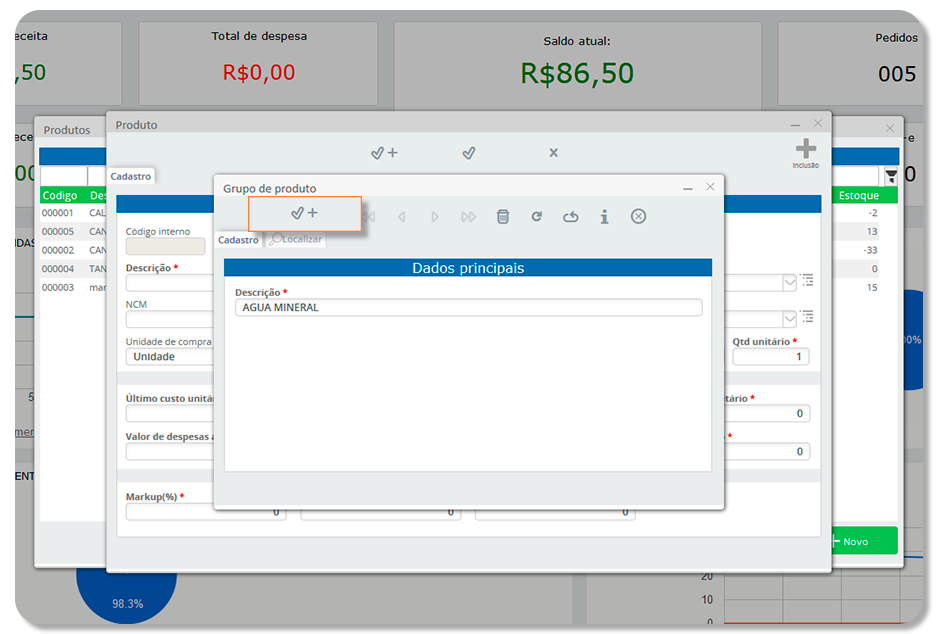 eceita
,50
Total de despesa
R$0,00
Saldo atual:
R$86,50
Pedidos
005
Produtos
Produto
Inclusão
Cadastro
Grupo de produto
Código
Des
Estoque
000001
CAL
-2
000005
CAN
13
000002
CAN
-33
000004
TAN
0
000003
mar
15
Código interno
Descrição *
NCM
Unidade de compra
Unidade
Qtd unitário *
1
Cadastro
Localizar
Dados principais
Descrição *
AGUA MINERAL
Último custo unitár
tário *
0
Valor de despesas a
*
0
Markup(%) *
0
0
0
Novo
98.3%
20
10
0